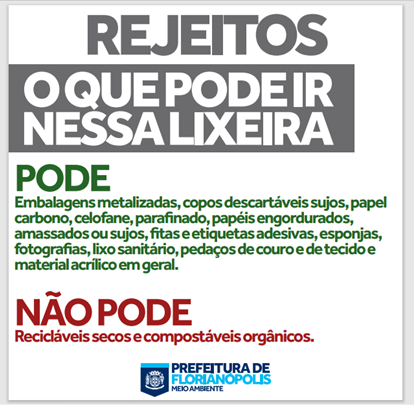 REJEITOS
O QUE PODE IR
NESSA LIXEIRA
PODE
Embalagens metalizadas, copos descartáveis sujos, papel
carbono, celofane, parafinado, papéis engordurados,
amassados ou sujos, fitas e etiquetas adesivas, esponjas,
fotografias, lixo sanitário, pedaços de couro e de tecido e
material acrílico em geral.
NÃO PODE
Recicláveis secos e compostáveis orgânicos.
PREFEITURA DE
FLORIANÓPOLIS
MEIO AMBIENTE